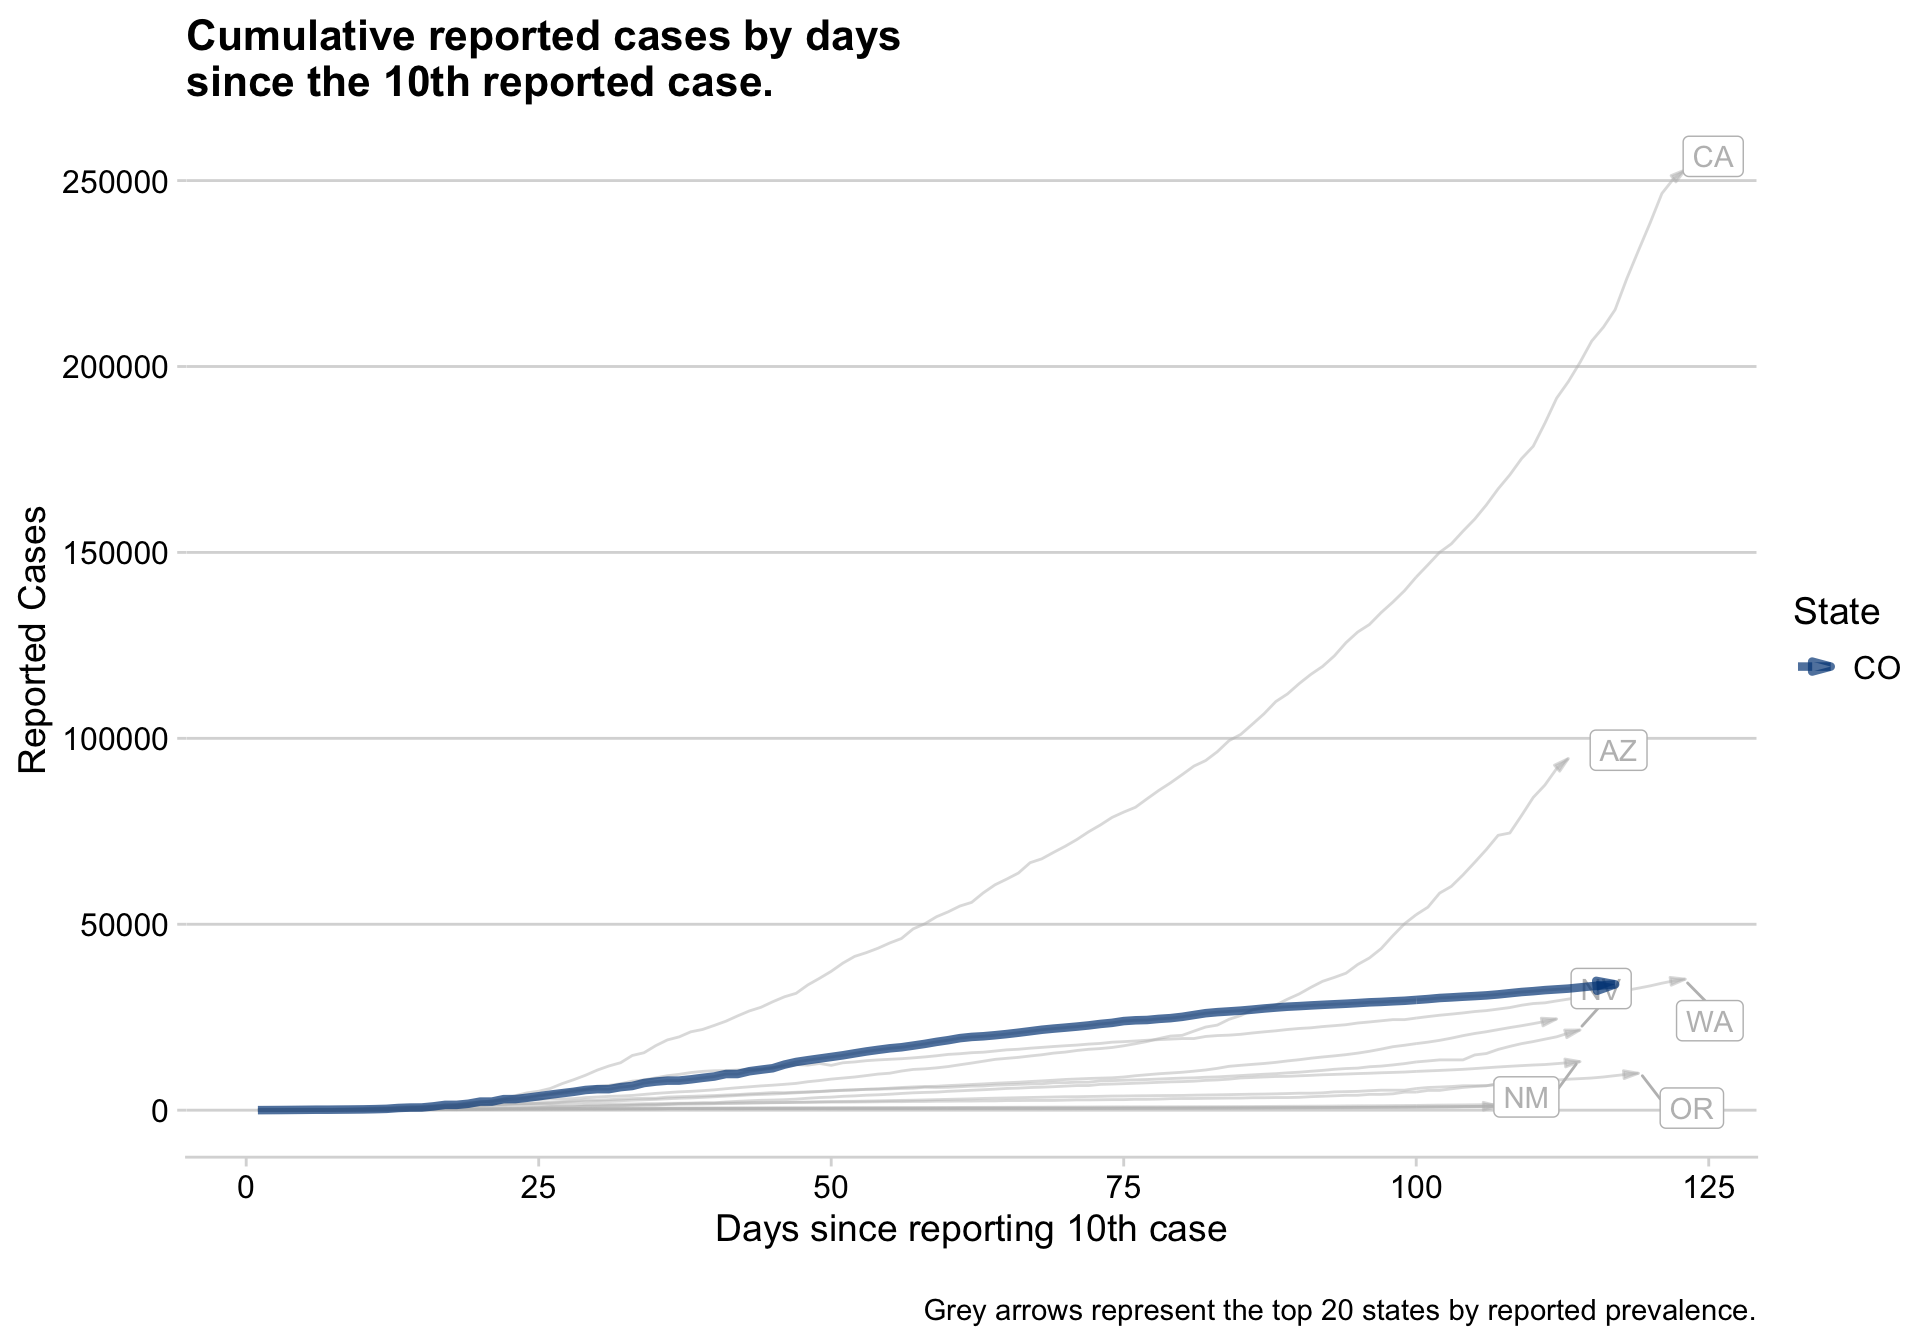 Cumulative reported cases by days
since the 10th reported case.
250000
200000
150000
100000
50000
0
Reported Cases
CA
AZ
NV
WA
NM
OR
State
CO
0 25 50 75 100 125
Days since reporting 10th case
Grey arrows represent the top 20 states by reported prevalence.